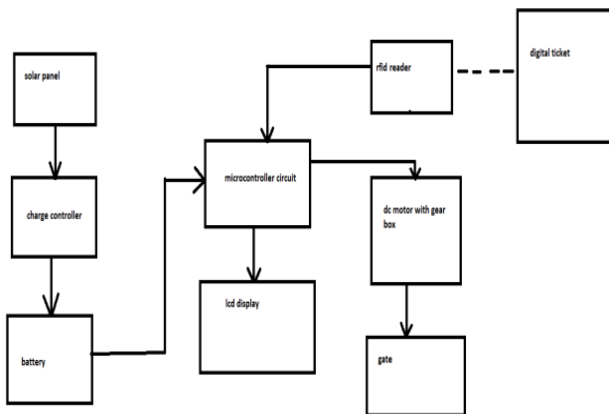 solar panel
rfid reader
digital ticket
microcontroller circuit
charge controller
dc motor with gear
box
lcd display
battery
gate